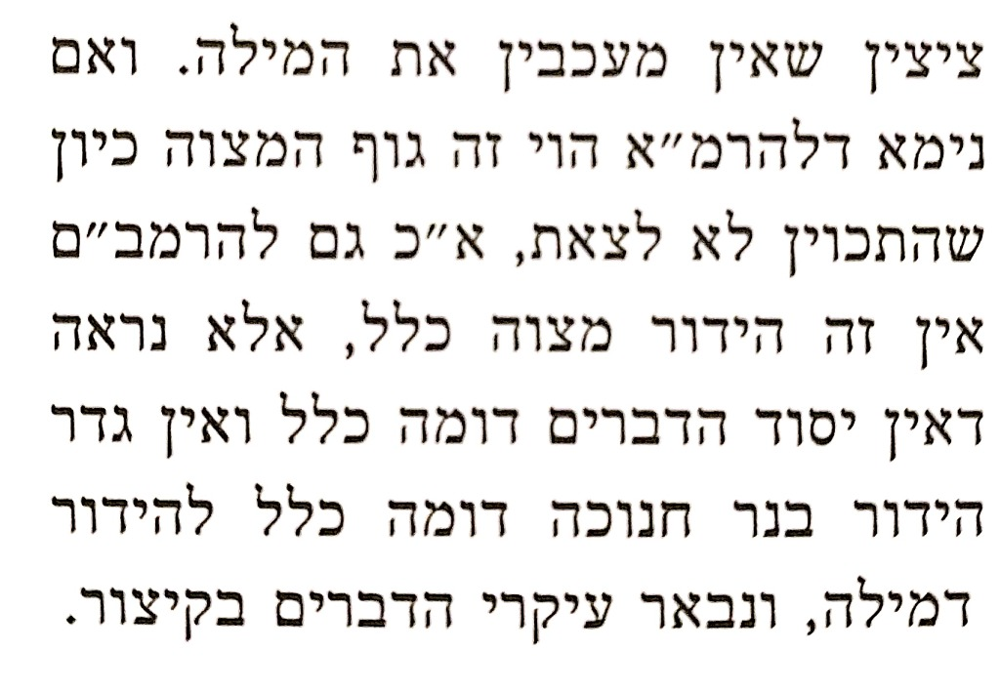 ציצין שאין מעכבין את המילה. ואם
נימא דלהרמ״א הוי זה גוף המצוה כיון
שהתכוין לא לצאת, א״כ גם להרמב״ם
אין זה הידור מצוה כלל, אלא נראה
דאין יסוד הדברים דומה כלל ואין גדר
הידור בנר חנוכה דומה כלל להידור
דמילה, ונבאר עיקרי הדברים בקיצור.